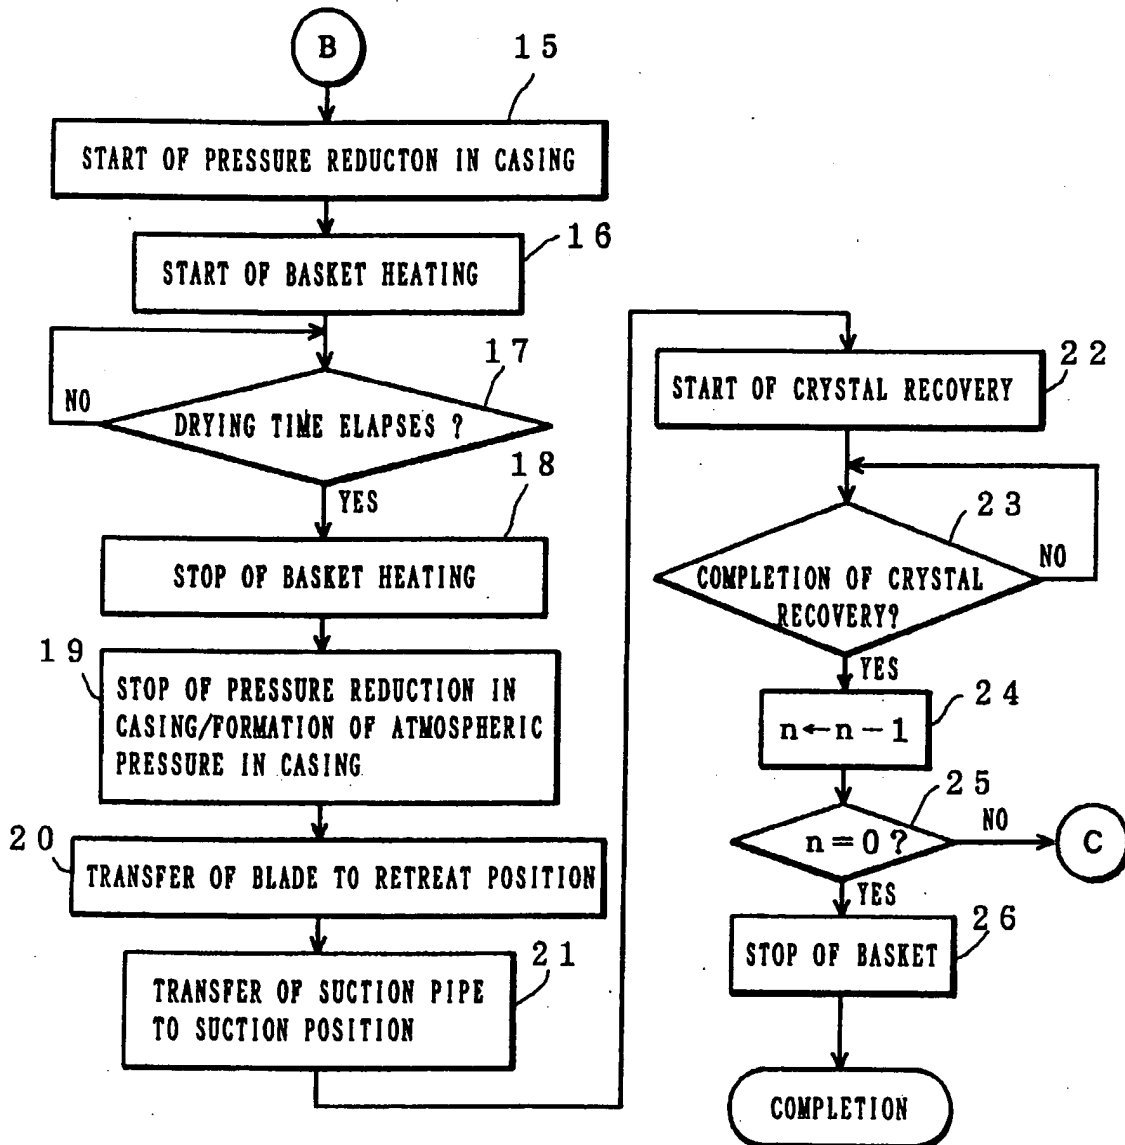 B
15
START OF PRESSURE REDUCTON IN CASING
16
START OF BASKET HEATING
17
NO
DRYING TIME ELAPSES ?
YES
18
STOP OF BASKET HEATING
19
STOP OF PRESSURE REDUCTION IN
CASING/FORMATION OF ATMOSPHERIC
PRESSURE IN CASING
20
TRANSFER OF BLADE TO RETREAT POSITION
21
TRANSFER OF SUCTION PIPE
TO SUCTION POSITION
22
START OF CRYSTAL RECOVERY
23
NO
COMPLETION OF CRYSTAL
RECOVERY?
YES
24
n←n-1
25
n=0?
NO
C
YES
26
STOP OF BASKET
COMPLETION